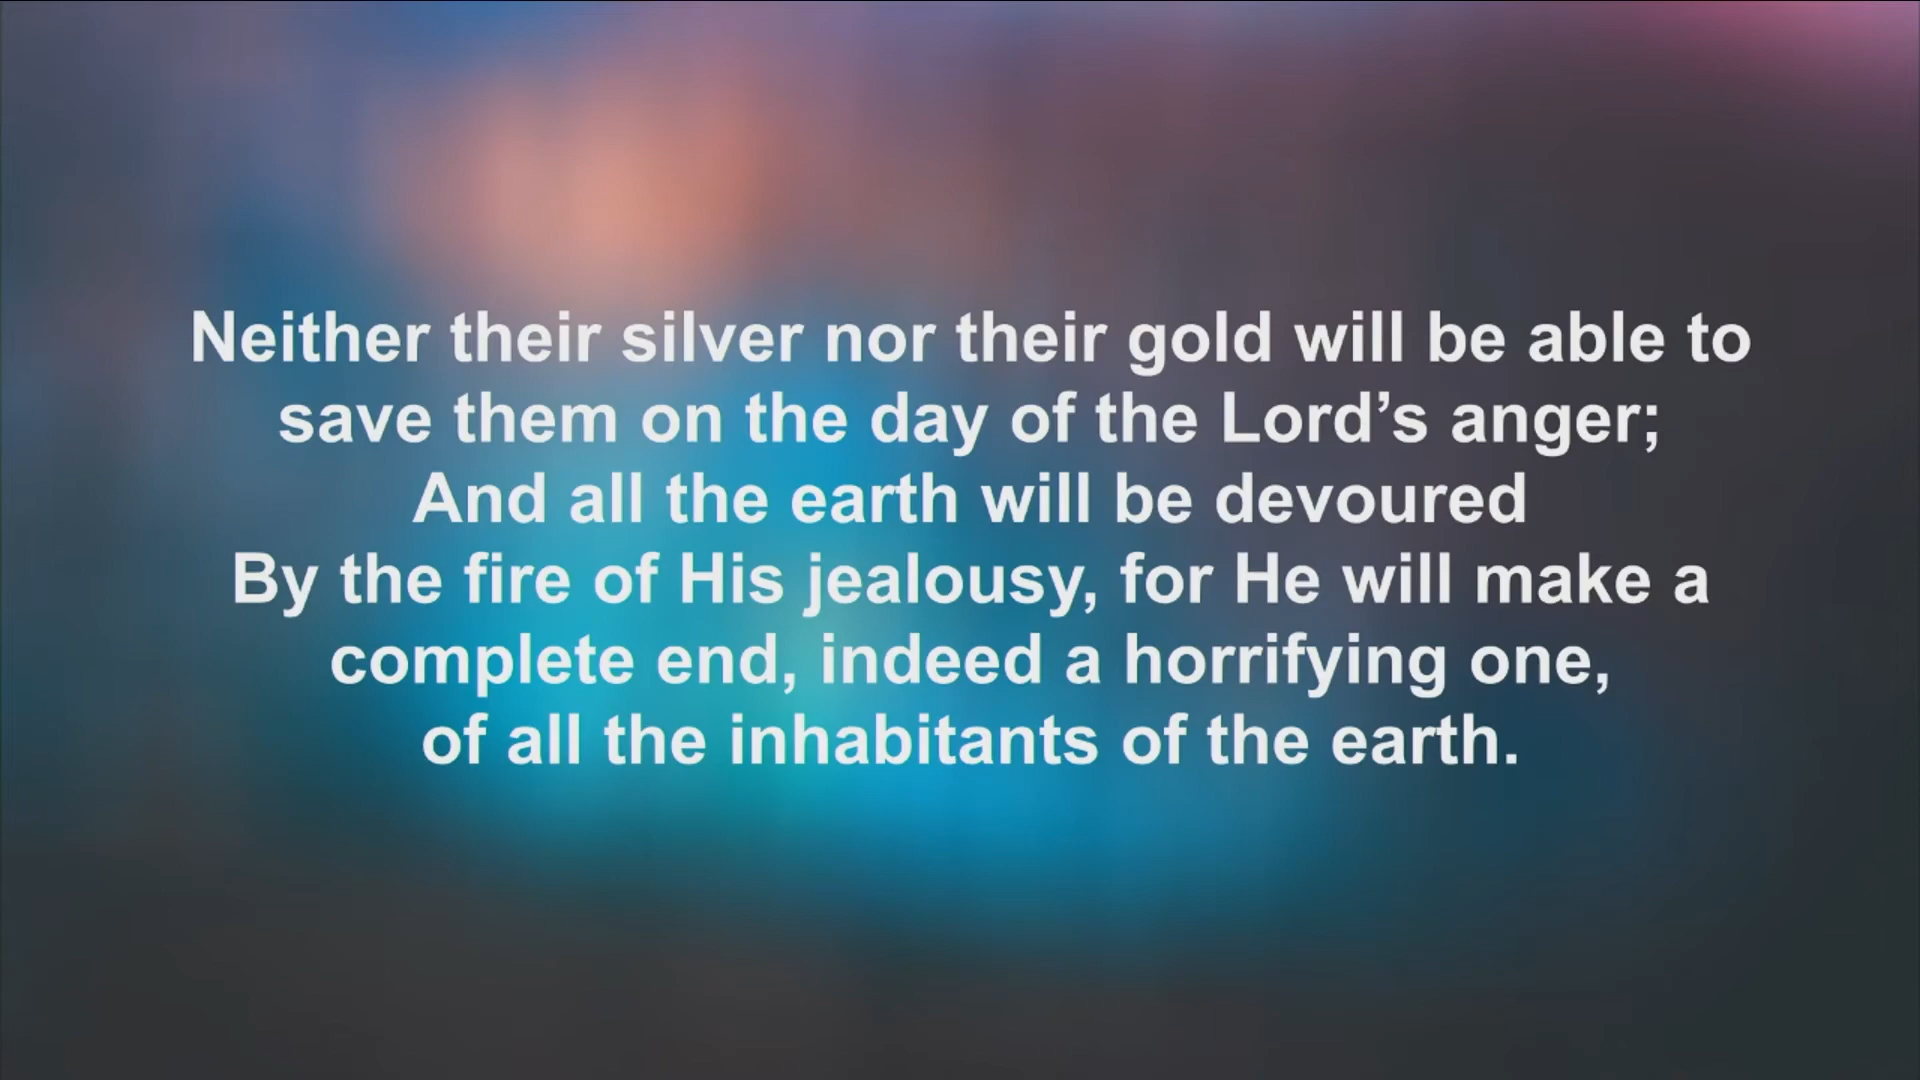 Neither their silver nor their gold will be able to
save them on the day of the Lord’s anger;
And all the earth will be devoured
By the fire of His jealousy, for He will make a
complete end, indeed a horrifying one,
of all the inhabitants of the earth.